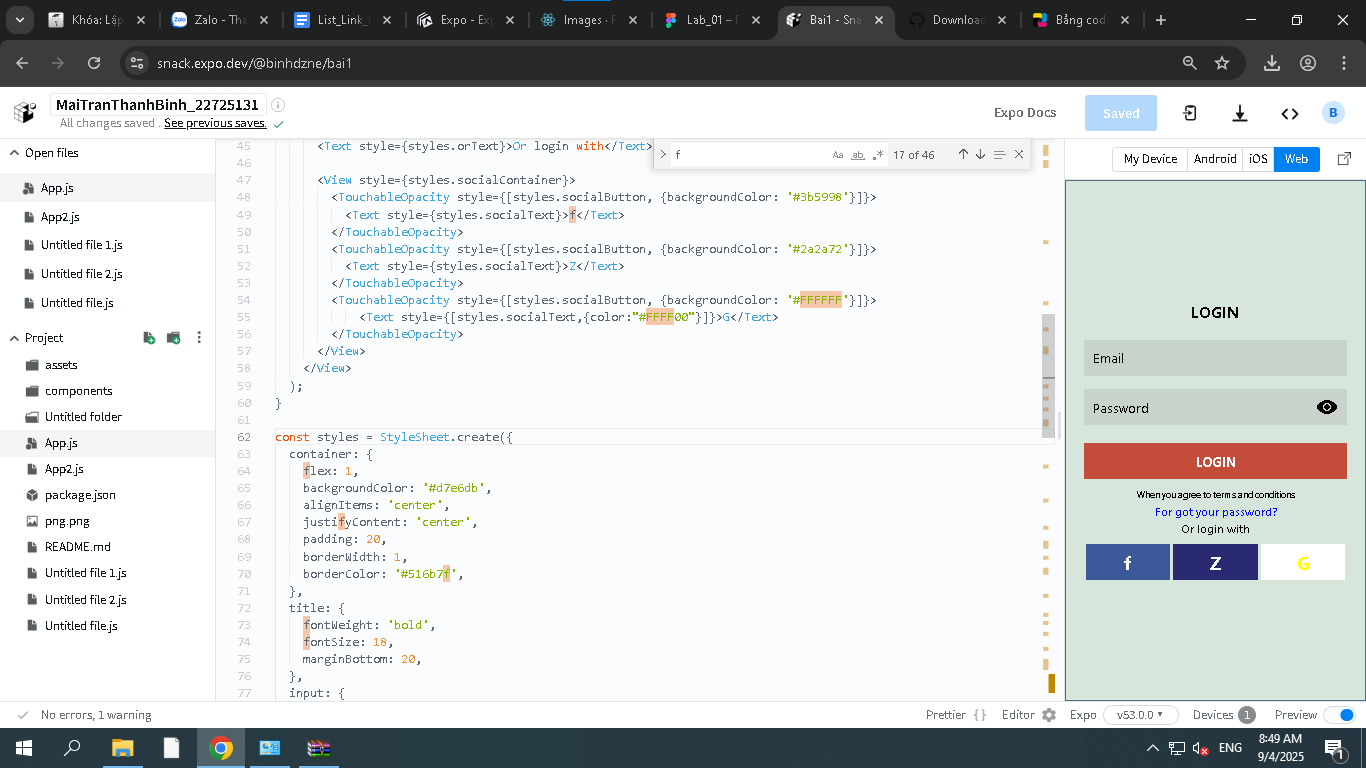 Khóa: Lập
Zalo - Tha
List_Link_
Expo - Exp
Images · R
Lab_01 – F
Bai1 - Sna
Download
Bảng cod
snack.expo.dev/@binhdzne/bai1
MaiTranThanhBinh_22725131
All changes saved. See previous saves.
Expo Docs
Saved
B
Open files
App.js
App2.js
Untitled file 1.js
Untitled file 2.js
Untitled file.js
Project
assets
components
Untitled folder
App.js
App2.js
package.json
png.png
README.md
Untitled file 1.js
Untitled file 2.js
Untitled file.js
f
Aa
ab
.*
17 of 46
45 <Text style={styles.orText}>Or login with</Text>
46
47 <View style={styles.socialContainer}>
48 <TouchableOpacity style={[styles.socialButton, {backgroundColor: '#3b5998'}]}>
49 <Text style={styles.socialText}>f</Text>
50 </TouchableOpacity>
51 <TouchableOpacity style={[styles.socialButton, {backgroundColor: '#2a2a72'}]}>
52 <Text style={styles.socialText}>Z</Text>
53 </TouchableOpacity>
54 <TouchableOpacity style={[styles.socialButton, {backgroundColor: '#FFFFFF'}]}>
55 <Text style={[styles.socialText,{color:"#FFFF00"}]}>G</Text>
56 </TouchableOpacity>
57 </View>
58 </View>
59 );
60 }
61
62 const styles = StyleSheet.create({
63 container: {
64 flex: 1,
65 backgroundColor: '#d7e6db',
66 alignItems: 'center',
67 justifyContent: 'center',
68 padding: 20,
69 borderWidth: 1,
70 borderColor: '#516b7f',
71 },
72 title: {
73 fontWeight: 'bold',
74 fontSize: 18,
75 marginBottom: 20,
76 },
77 input: {
My Device
Android
iOS
Web
LOGIN
Email
Password
LOGIN
When you agree to terms and conditions
For got your password?
Or login with
f
Z
G
No errors, 1 warning
Prettier { }
Editor
Expo
v53.0.0
Devices 1
Preview
ENG
8:49 AM
9/4/2025
1